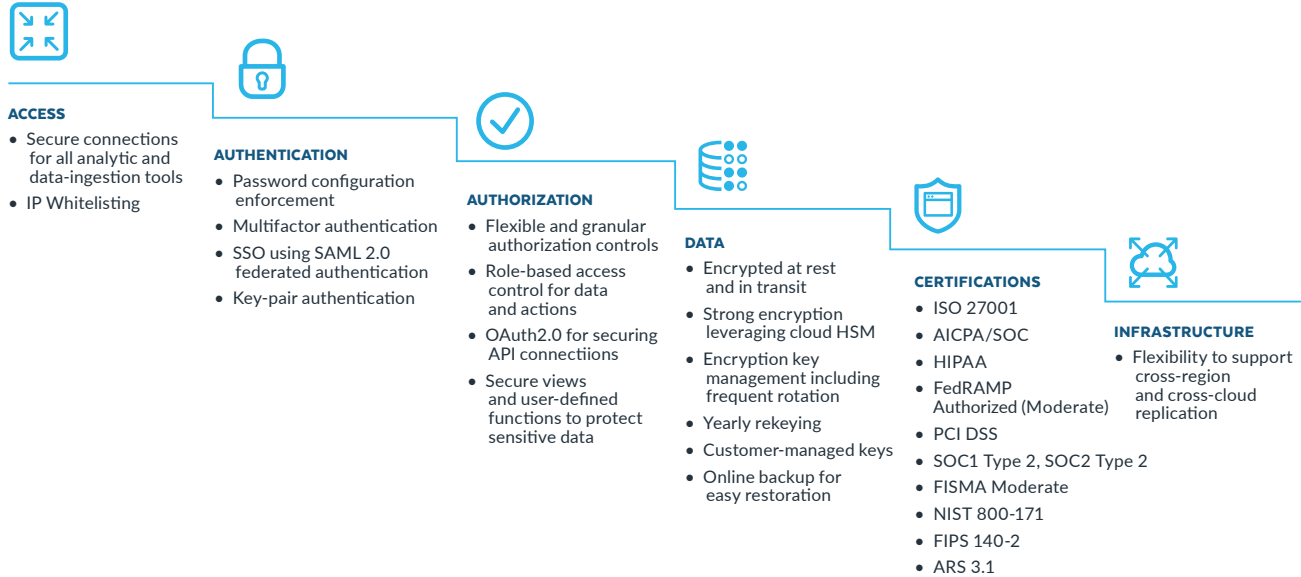 ACCESS
• Secure connections
for all analytic and
data-ingestion tools
• IP Whitelisting
AUTHENTICATION
• Password configuration
enforcement
• Multifactor authentication
• SSO using SAML 2.0
federated authentication
• Key-pair authentication
AUTHORIZATION
• Flexible and granular
authorization controls
• Role-based access
control for data
and actions
• OAuth2.0 for securing
API connectiions
• Secure views
and user-defined
functions to protect
sensitive data
DATA
• Encrypted at rest
and in transit
• Strong encryption
leveraging cloud HSM
• Encryption key
management including
frequent rotation
• Yearly rekeying
• Customer-managed keys
• Online backup for
easy restoration
CERTIFICATIONS
• ISO 27001
• AICPA/SOC
• HIPAA
• FedRAMP
Authorized (Moderate)
• PCI DSS
• SOC1 Type 2, SOC2 Type 2
• FISMA Moderate
• NIST 800-171
• FIPS 140-2
• ARS 3.1
INFRASTRUCTURE
• Flexibility to support
cross-region
and cross-cloud
replication